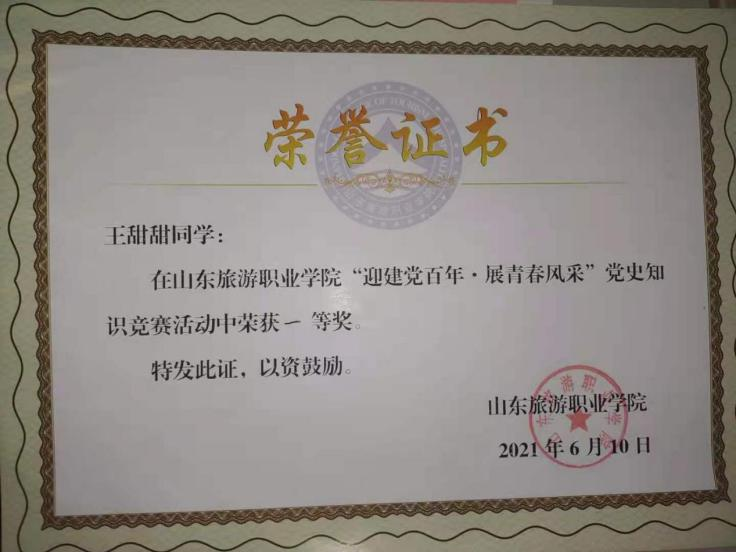 荣誉证书
王甜甜同学：
在山东旅游职业学院“迎建党百年·展青春风采”党史知
识竞赛活动中荣获一 等奖。
特发此证，以资鼓励。
山东旅游职业学院
2021 年 6 月 10 日